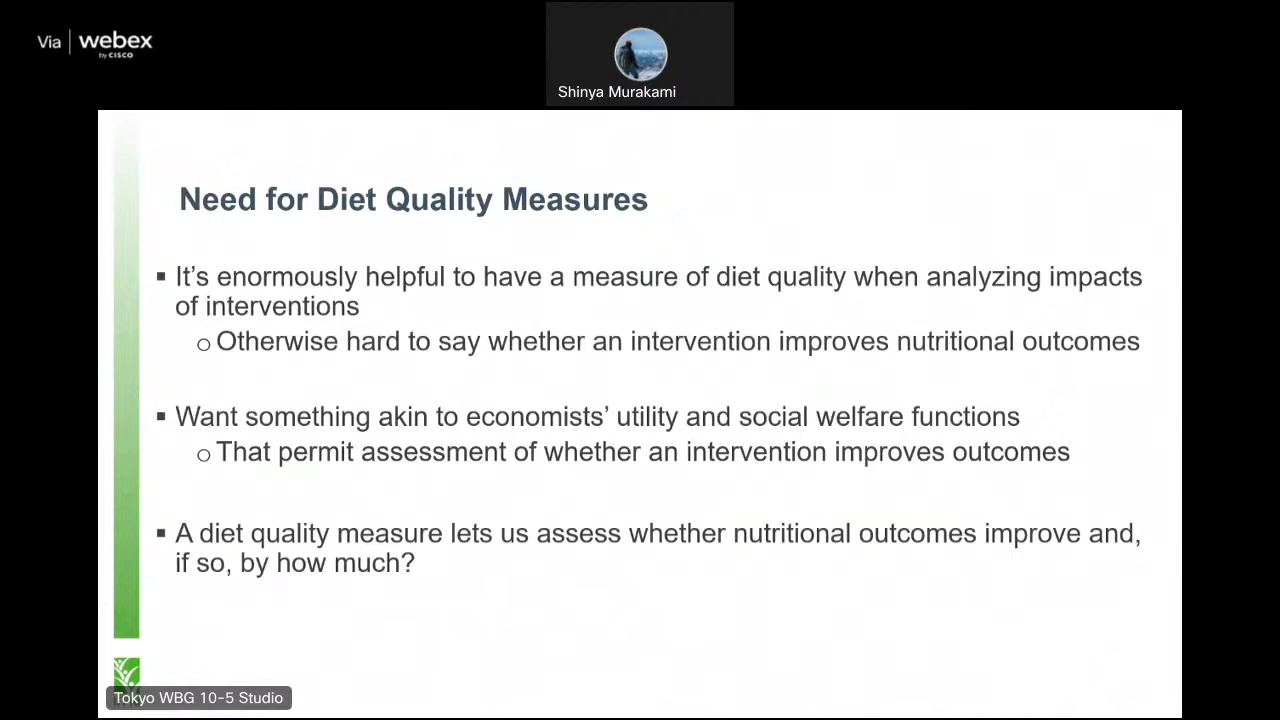 Via
webex
by CISCO
Shinya Murakami
Need for Diet Quality Measures
▪ It’s enormously helpful to have a measure of diet quality when analyzing impacts
of interventions
o Otherwise hard to say whether an intervention improves nutritional outcomes
▪ Want something akin to economists’ utility and social welfare functions
o That permit assessment of whether an intervention improves outcomes
▪ A diet quality measure lets us assess whether nutritional outcomes improve and,
if so, by how much?
Tokyo WBG 10-5 Studio